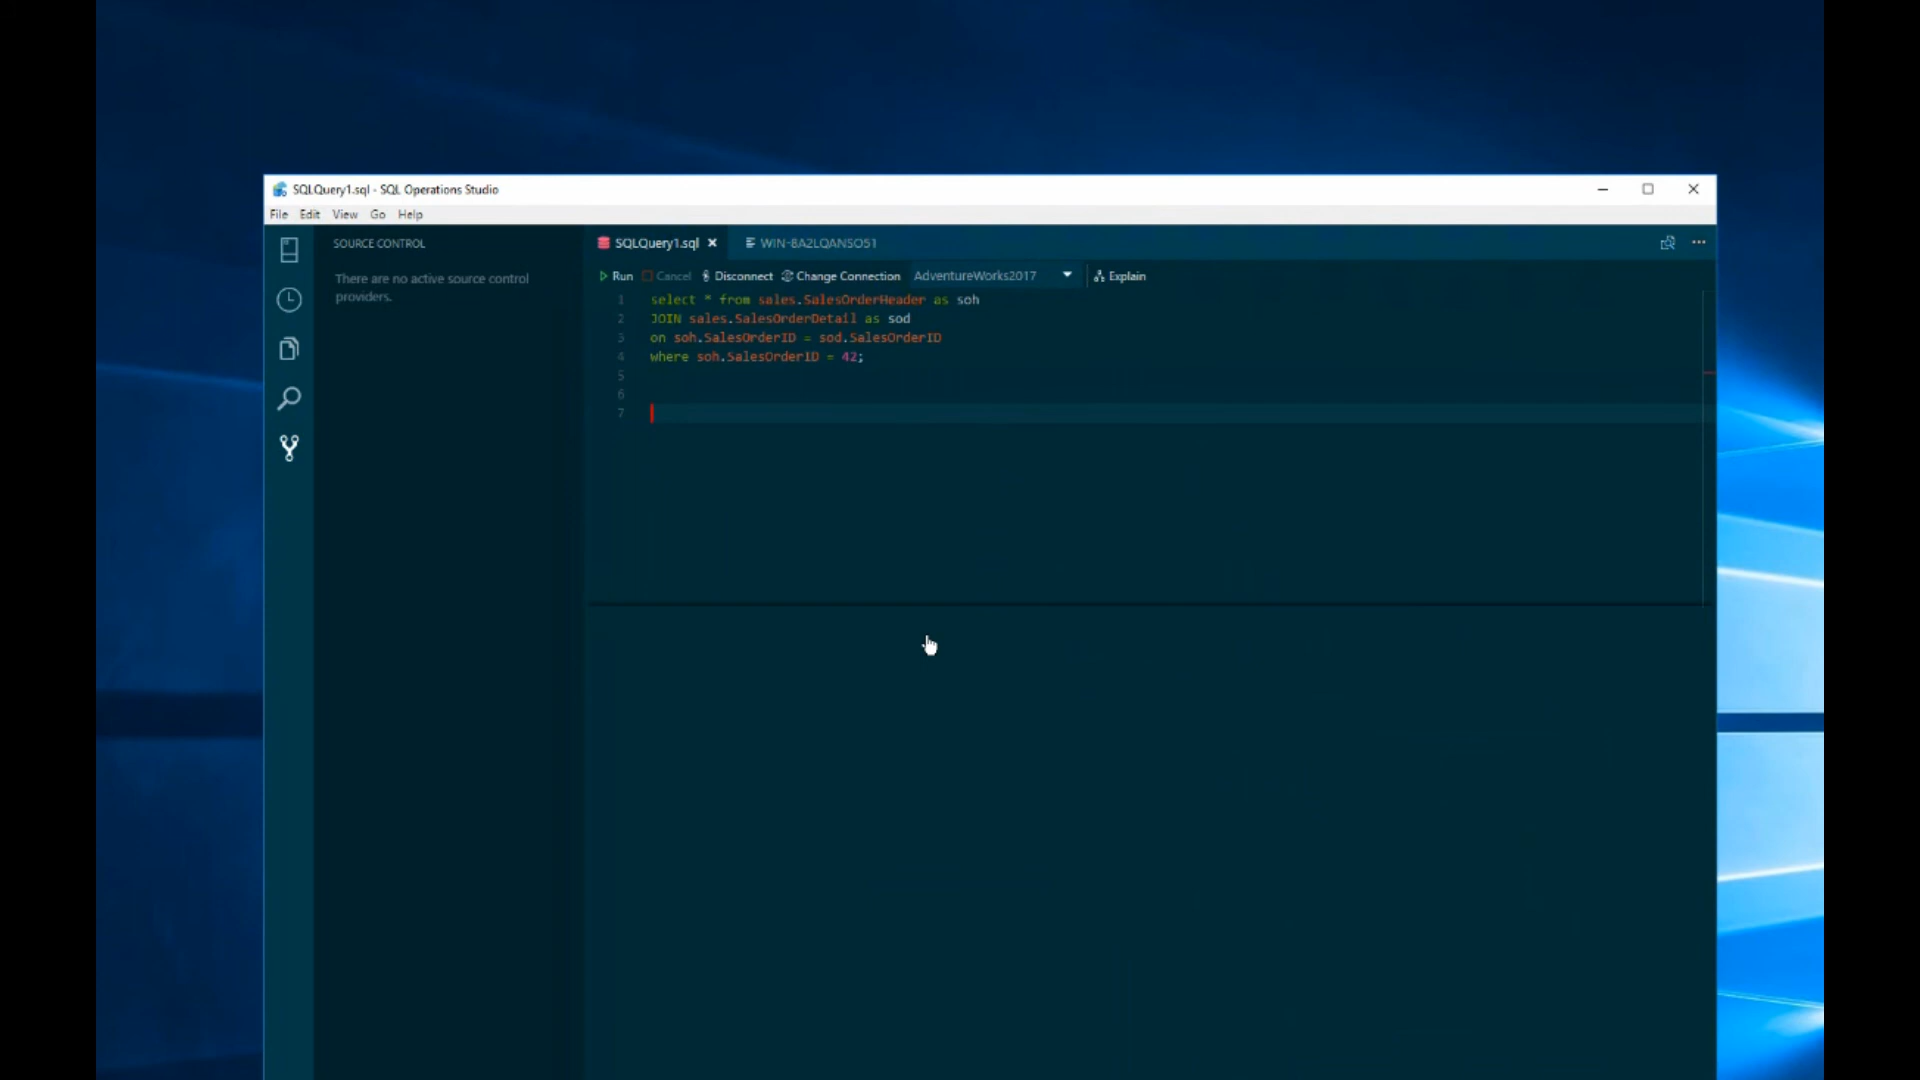 SQLQuery1.sql - SQL Operations Studio
File Edit View Go Help
SOURCE CONTROL
There are no active source control
providers.
SQLQuery1.sql WIN-8A2LQANSO51
Run Cancel Disconnect Change Connection AdventureWorks2017 Explain
1 select * from sales.SalesOrderHeader as soh
2 JOIN sales.SalesOrderDetail as sod
3 on soh.SalesOrderID = sod.SalesOrderID
4 where soh.SalesOrderID = 42;
5
6
7